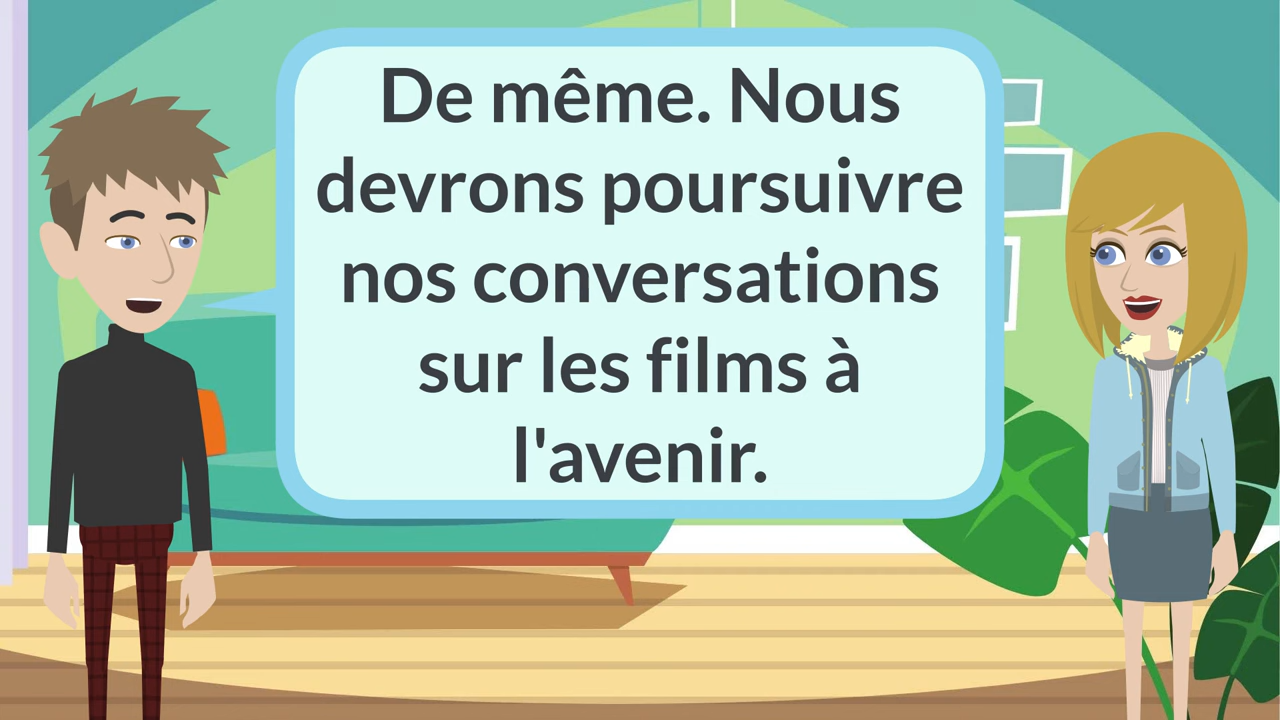 De même. Nous
devrons poursuivre
nos conversations
sur les films à
l'avenir.